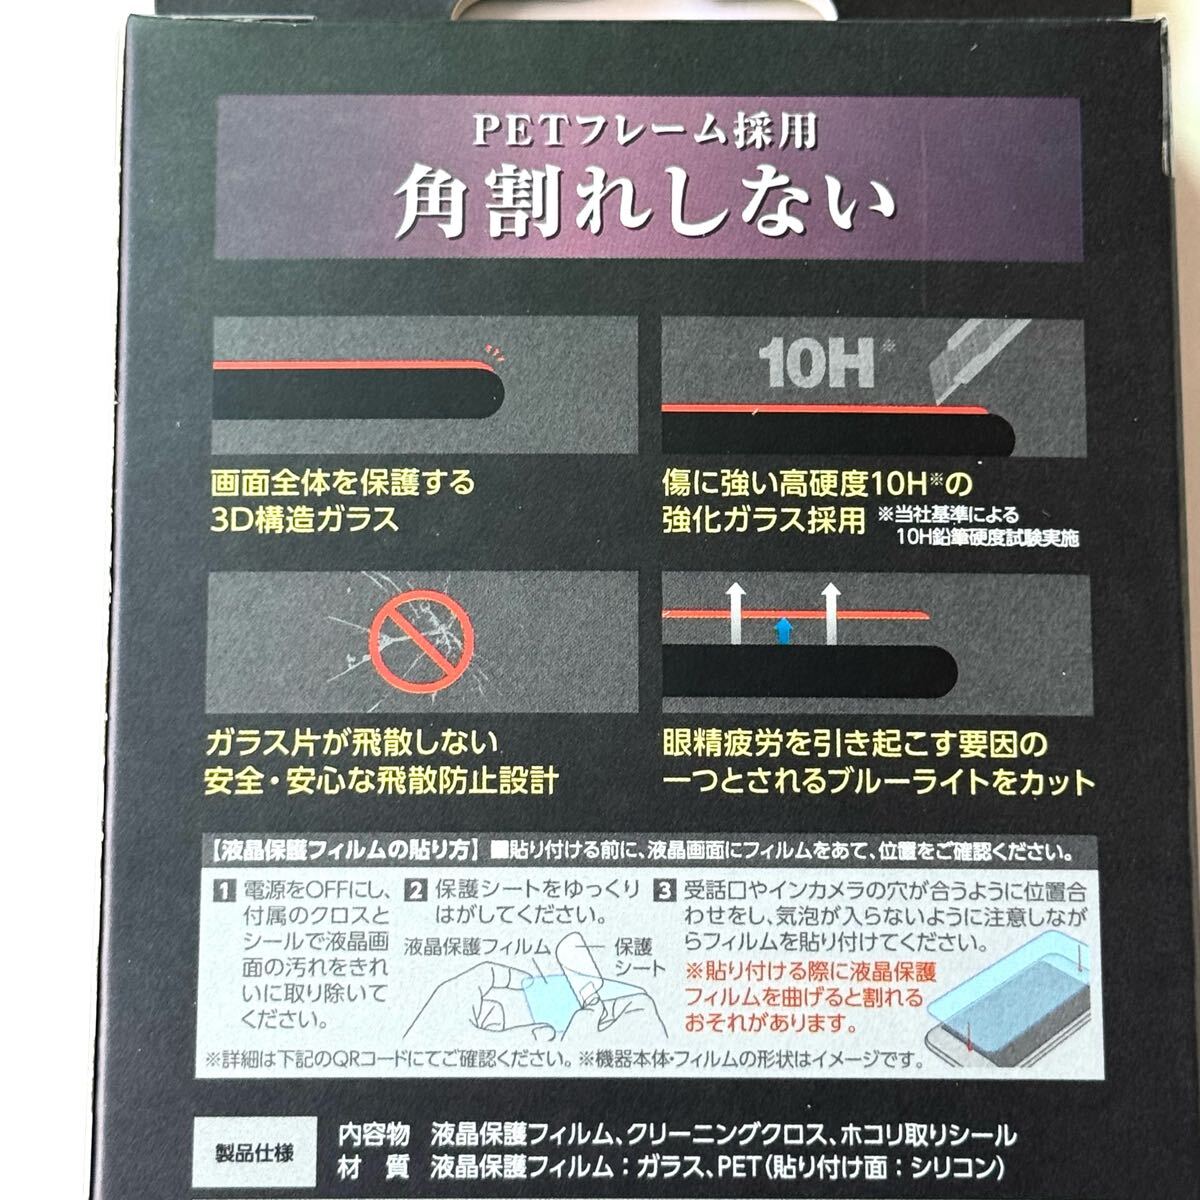 PETフレーム採用
角割れしない
画面全体を保護する
3D構造ガラス
10H※
傷に強い高硬度10H※の
強化ガラス採用 ※当社基準による
10H鉛筆硬度試験実施
ガラス片が飛散しない
安全・安心な飛散防止設計
眼精疲労を引き起こす要因の
一つとされるブルーライトをカット
【液晶保護フィルムの貼り方】 ■貼り付ける前に、液晶画面にフィルムをあて、位置をご確認ください。
1 電源をOFFにし、
付属のクロスと
シールで液晶画
面の汚れをきれ
いに取り除いて
ください。
2 保護シートをゆっくり
はがしてください。
液晶保護フィルム
保護
シート
3 受話口やインカメラの穴が合うように位置合
わせをし、気泡が入らないように注意しなが
らフィルムを貼り付けてください。
※貼り付ける際に液晶保護
フィルムを曲げると割れる
おそれがあります。
※詳細は下記のQRコードにてご確認ください。※機器本体・フィルムの形状はイメージです。
製品仕様
内容物 液晶保護フィルム、クリーニングクロス、ホコリ取りシール
材 質 液晶保護フィルム：ガラス、PET（貼り付け面：シリコン）